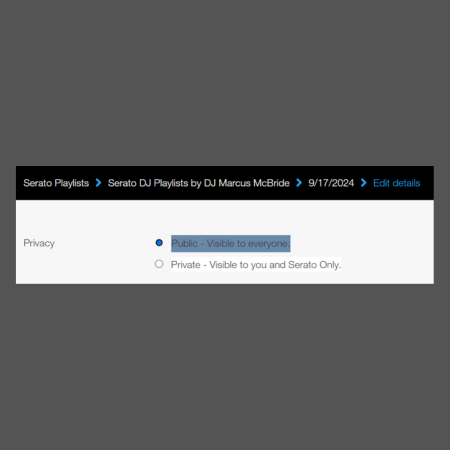 Serato Playlists > Serato DJ Playlists by DJ Marcus McBride > 9/17/2024 > Edit details
Privacy
Public - Visible to everyone.
Private - Visible to you and Serato Only.